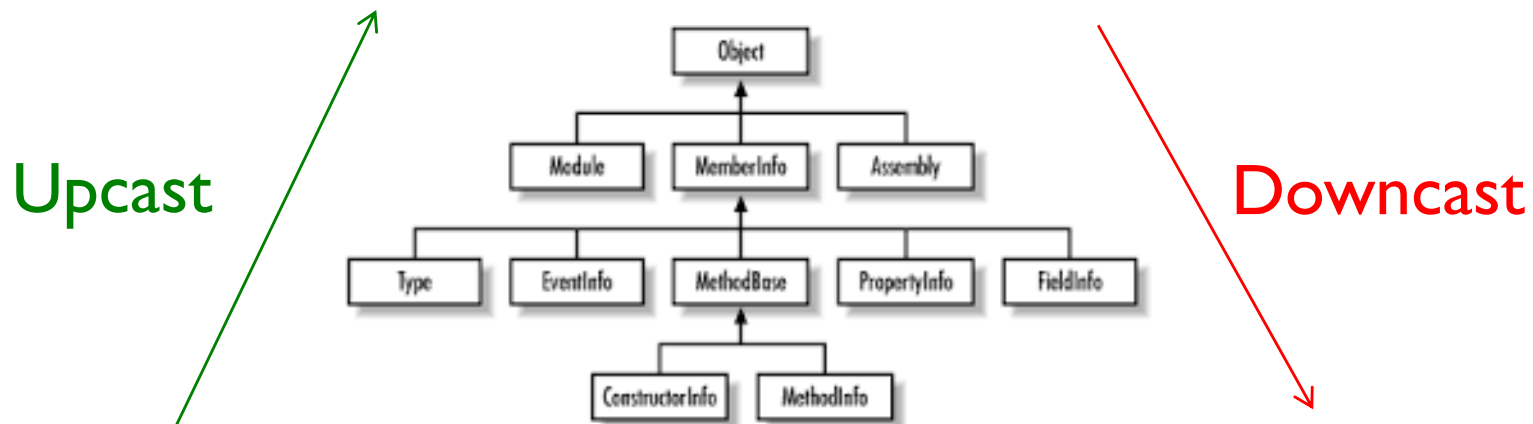 Object
Module MemberInfo Assembly
Upcast Downcast
Type EventInfo MethodBase PropertyInfo FieldInfo
ConstructorInfo MethodInfo